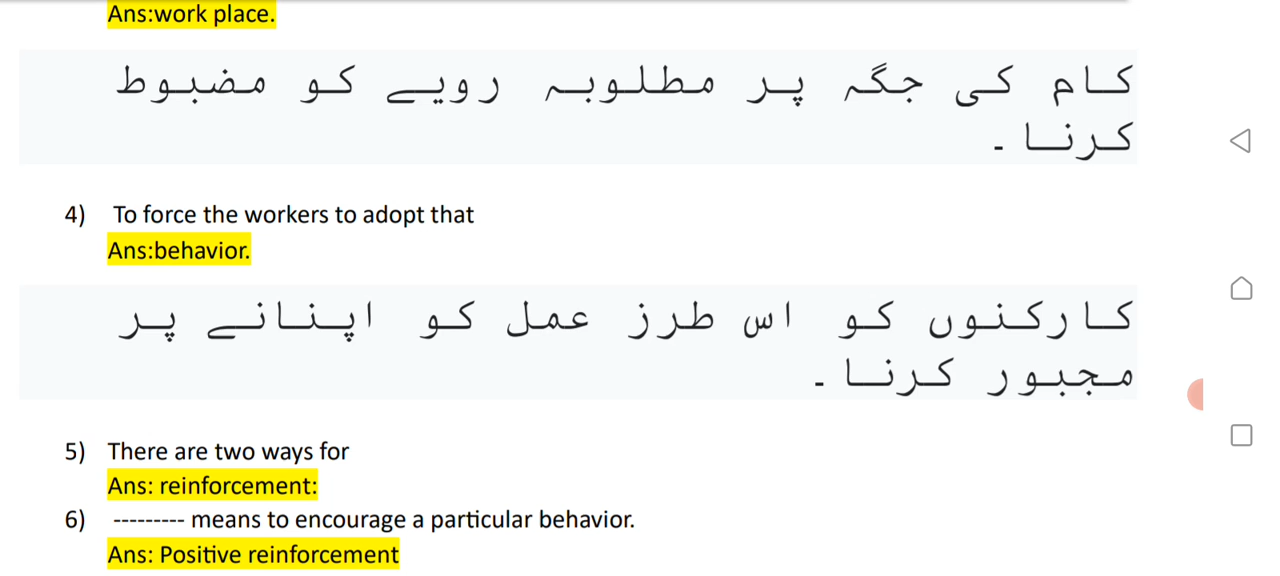 Ans:work place.
کام کی جگہ پر مطلوبہ رویے کو مضبوط
کرنا ۔
4) To force the workers to adopt that
Ans:behavior.
کارکنوں کو اس طرز عمل کو اپنانے پر
مجبور کرنا ۔
5) There are two ways for
Ans: reinforcement:
6) --------- means to encourage a particular behavior.
Ans: Positive reinforcement